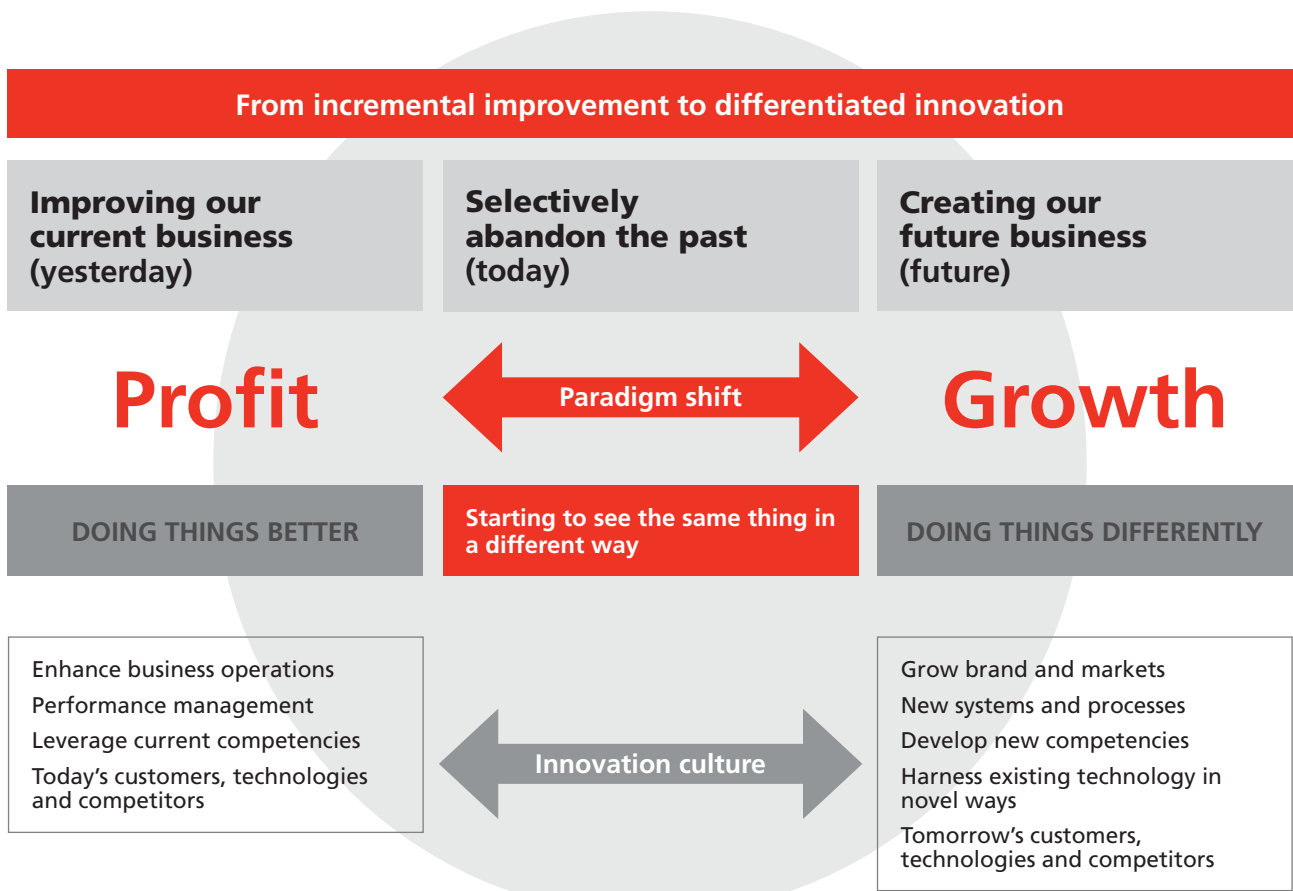 From incremental improvement to differentiated innovation
Improving our
current business
(yesterday)
Selectively
abandon the past
(today)
Creating our
future business
(future)
Profit
Paradigm shift
Growth
DOING THINGS BETTER
Starting to see the same thing in
a different way
DOING THINGS DIFFERENTLY
Enhance business operations
Performance management
Leverage current competencies
Today's customers, technologies
and competitors
Innovation culture
Grow brand and markets
New systems and processes
Develop new competencies
Harness existing technology in
novel ways
Tomorrow's customers,
technologies and competitors